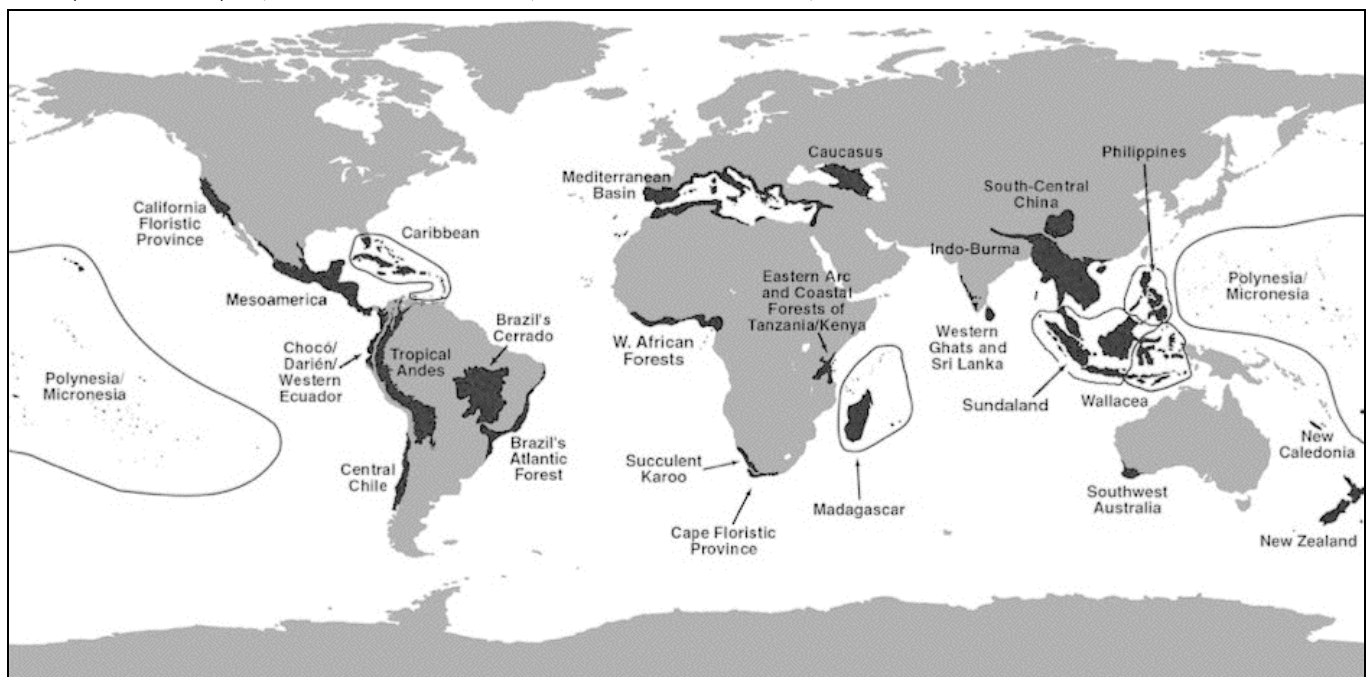 Caucasus
Philippines
Mediterranean
Basin
South-Central
China
California
Floristic
Province
Caribbean
Indo-Burma
Polynesia/
Micronesia
Eastern Arc
and Coastal
Forests of
Tanzania/Kenya
Mesoamerica
Brazil's
Cerrado
W. African
Forests
Western
Ghats and
Sri Lanka
Chocó/
Darién/
Western
Ecuador
Tropical
Andes
Polynesia/
Micronesia
Sundaland
Wallacea
New
Caledonia
Brazil's
Atlantic
Forest
Central
Chile
Succulent
Karoo
Madagascar
Southwest
Australia
Cape Floristic
Province
New Zealand